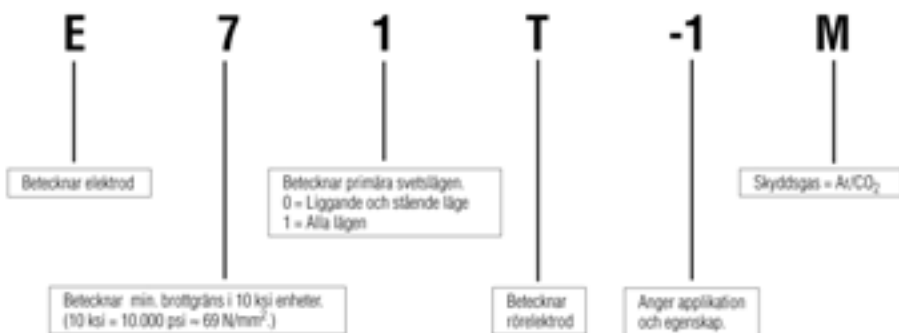 E 7 1 T -1 M
Betecknar elektrod
Betecknar primära svetslägen.
0 = Liggande och stående läge
1 = Alla lägen
Skyddsgas = Ar/CO₂
Betecknar min. brottgräns i 10 ksi enheter.
(10 ksi = 10.000 psi ~ 69 N/mm².)
Betecknar
rörelektrod
Anger applikation
och egenskap.